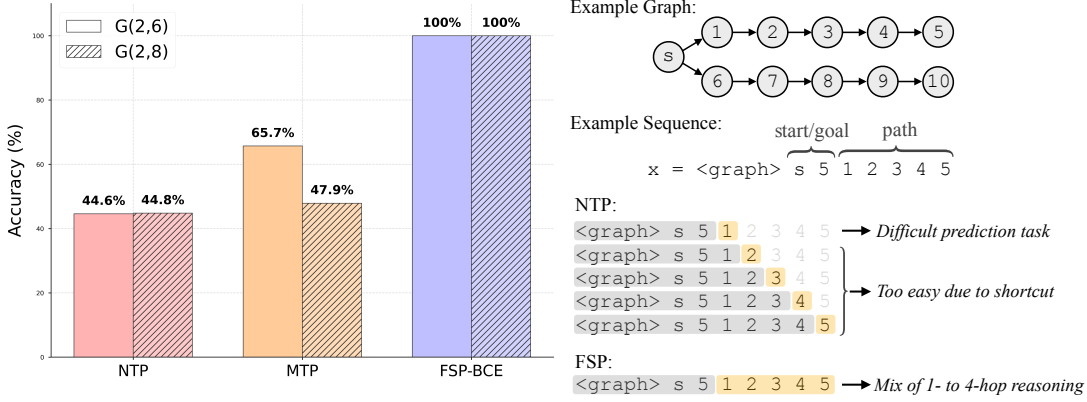 G(2,6)
G(2,8)
Accuracy (%)
100
80
60
40
20
0
44.6%
44.8%
65.7%
47.9%
100%
100%
NTP
MTP
FSP-BCE
Example Graph:
s
1 2 3 4 5
6 7 8 9 10
Example Sequence:
start/goal path
x = <graph> s 5 1 2 3 4 5
NTP:
<graph> s 5 1 2 3 4 5 Difficult prediction task
<graph> s 5 1 2 3 4 5
<graph> s 5 1 2 3 4 5
Too easy due to shortcut
<graph> s 5 1 2 3 4 5
<graph> s 5 1 2 3 4 5
FSP:
<graph> s 5 1 2 3 4 5 Mix of 1- to 4-hop reasoning